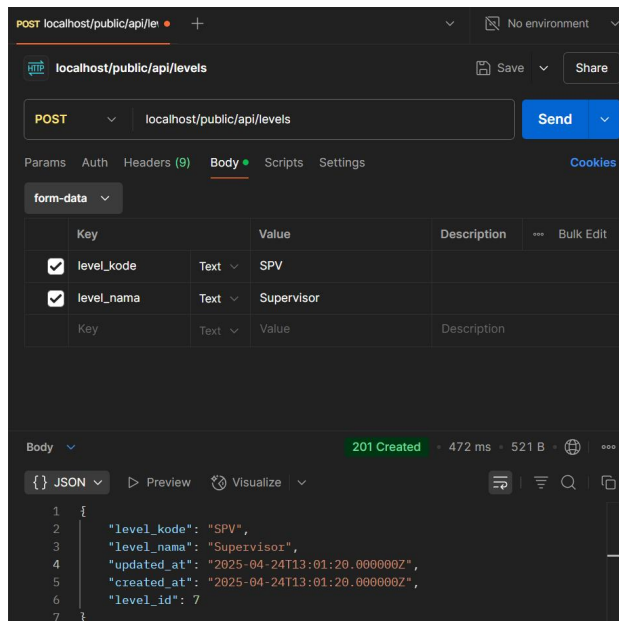 POST localhost/public/api/le + No environment
HTTP localhost/public/api/levels Save Share
POST localhost/public/api/levels Send
Params Auth Headers (9) Body Scripts Settings Cookies
form-data
Key Value Description Bulk Edit
level_kode Text SPV
level_nama Text Supervisor
Key Text Value Description
Body 201 Created 472 ms 521 B
{} JSON Preview Visualize
1 {
2 "level_kode": "SPV",
3 "level_nama": "Supervisor",
4 "updated_at": "2025-04-24T13:01:20.000000Z",
5 "created_at": "2025-04-24T13:01:20.000000Z",
6 "level_id": 7
7 }